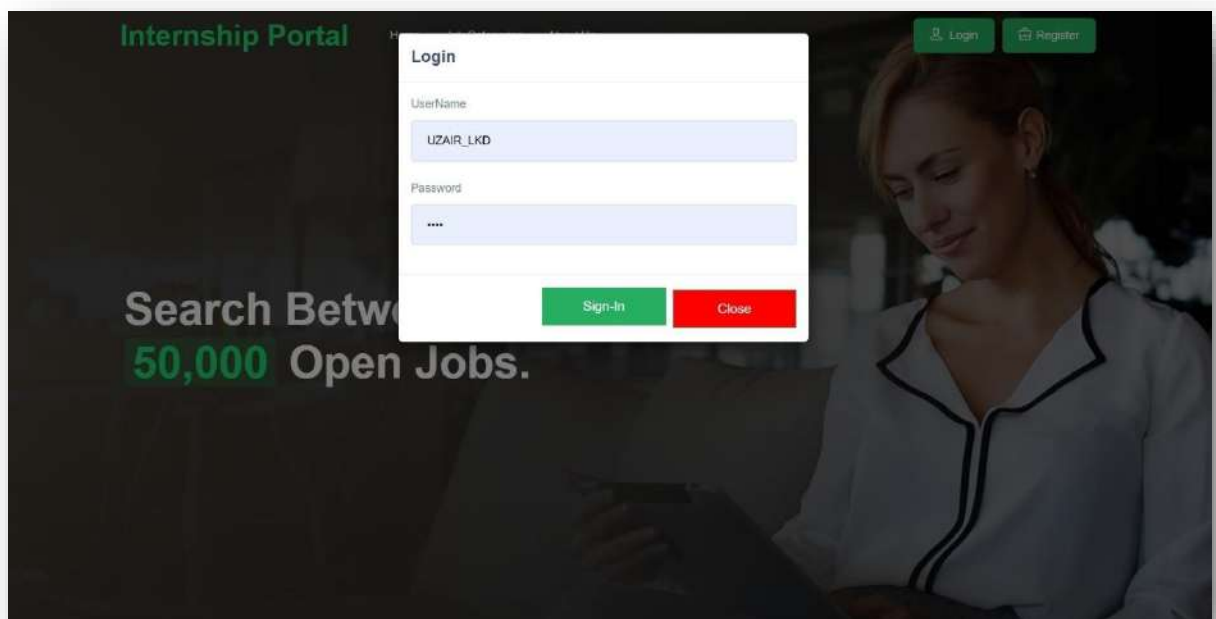 Internship Portal
Login
Register
Login
UserName
UZAIR_LKD
Password
••••
Sign-In
Close
Search Betw
50,000 Open Jobs.